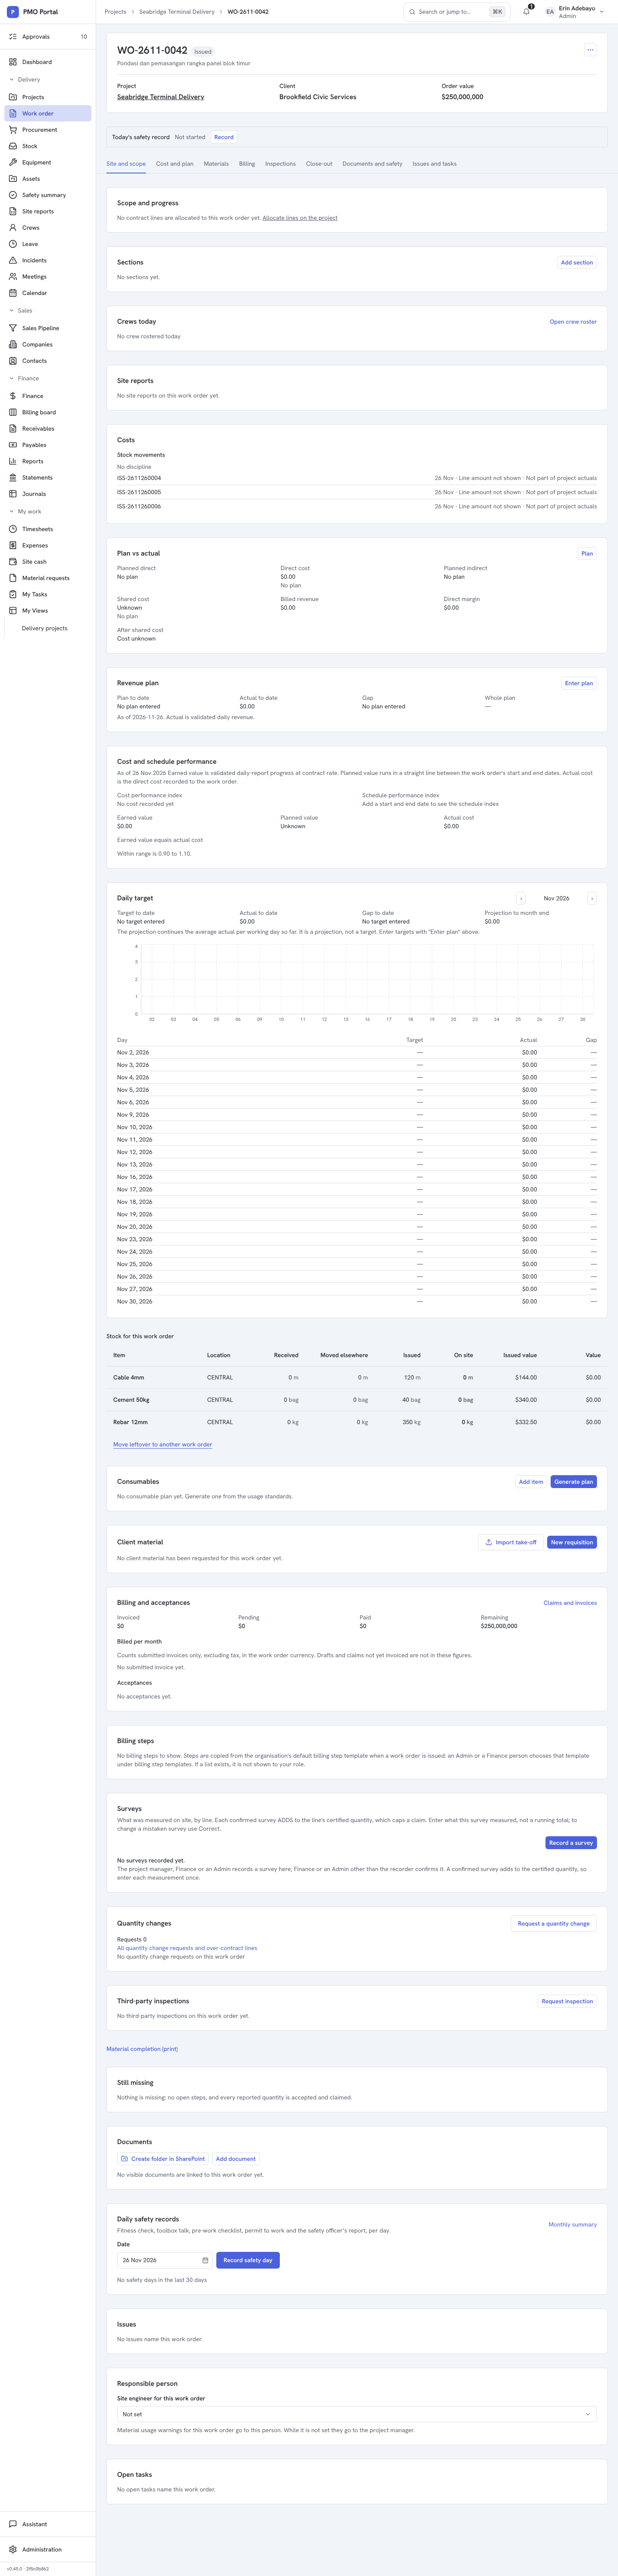 P PMO Portal
Projects > Seabridge Terminal Delivery > WO-2611-0042
Search or jump to... ⌘K
1
EA Erin Adebayo
Admin
Approvals 10
Dashboard
Delivery
Projects
Work order
Procurement
Stock
Equipment
Assets
Safety summary
Site reports
Crews
Leave
Incidents
Meetings
Calendar
Sales
Sales Pipeline
Companies
Contacts
Finance
Finance
Billing board
Receivables
Payables
Reports
Statements
Journals
My work
Timesheets
Expenses
Site cash
Material requests
My Tasks
My Views
Delivery projects
Assistant
Administration
WO-2611-0042 Issued
Pondasi dan pemasangan rangka panel blok timur
Project Client Order value
Seabridge Terminal Delivery Brookfield Civic Services $250,000,000
Today's safety record Not started Record
Site and scope Cost and plan Materials Billing Inspections Close-out Documents and safety Issues and tasks
Scope and progress
No contract lines are allocated to this work order yet. Allocate lines on the project
Sections Add section
No sections yet.
Crews today Open crew roster
No crew rostered today
Site reports
No site reports on this work order yet.
Costs
Stock movements
No discipline
ISS-2611260004 26 Nov · Line amount not shown · Not part of project actuals
ISS-2611260005 26 Nov · Line amount not shown · Not part of project actuals
ISS-2611260006 26 Nov · Line amount not shown · Not part of project actuals
Plan vs actual Plan
Planned direct Direct cost Planned indirect
No plan $0.00 No plan
No plan
Shared cost Billed revenue Direct margin
Unknown $0.00 $0.00
No plan
After shared cost
Cost unknown
Revenue plan Enter plan
Plan to date Actual to date Gap Whole plan
No plan entered $0.00 No plan entered —
As of 2026-11-26. Actual is validated daily revenue.
Cost and schedule performance
As of 26 Nov 2026 Earned value is validated daily-report progress at contract rate. Planned value runs in a straight line between the work order's start and end dates. Actual cost
is the direct cost recorded to the work order.
Cost performance index Schedule performance index
No cost recorded yet Add a start and end date to see the schedule index
Earned value Planned value Actual cost
$0.00 Unknown $0.00
Earned value equals actual cost
Within range is 0.90 to 1.10.
Daily target ‹ Nov 2026 ›
Target to date Actual to date Gap to date Projection to month end
No target entered $0.00 No target entered $0.00
The projection continues the average actual per working day so far. It is a projection, not a target. Enter targets with "Enter plan" above.
4
3
2
1
0
02 03 04 05 06 09 10 11 12 13 16 17 18 19 20 23 24 25 26 27 30
Day Target Actual Gap
Nov 2, 2026 — $0.00 —
Nov 3, 2026 — $0.00 —
Nov 4, 2026 — $0.00 —
Nov 5, 2026 — $0.00 —
Nov 6, 2026 — $0.00 —
Nov 9, 2026 — $0.00 —
Nov 10, 2026 — $0.00 —
Nov 11, 2026 — $0.00 —
Nov 12, 2026 — $0.00 —
Nov 13, 2026 — $0.00 —
Nov 16, 2026 — $0.00 —
Nov 17, 2026 — $0.00 —
Nov 18, 2026 — $0.00 —
Nov 19, 2026 — $0.00 —
Nov 20, 2026 — $0.00 —
Nov 23, 2026 — $0.00 —
Nov 24, 2026 — $0.00 —
Nov 25, 2026 — $0.00 —
Nov 26, 2026 — $0.00 —
Nov 27, 2026 — $0.00 —
Nov 30, 2026 — $0.00 —
Stock for this work order
Item Location Received Moved elsewhere Issued On site Issued value Value
Cable 4mm CENTRAL 0 m 0 m 120 m 0 m $144.00 $0.00
Cement 50kg CENTRAL 0 bag 0 bag 40 bag 0 bag $340.00 $0.00
Rebar 12mm CENTRAL 0 kg 0 kg 350 kg 0 kg $332.50 $0.00
Move leftover to another work order
Consumables Add item Generate plan
No consumable plan yet. Generate one from the usage standards.
Client material Import take-off New requisition
No client material has been requested for this work order yet.
Billing and acceptances Claims and invoices
Invoiced Pending Paid Remaining
$0 $0 $0 $250,000,000
Billed per month
Counts submitted invoices only, excluding tax, in the work order currency. Drafts and claims not yet invoiced are not in these figures.
No submitted invoice yet.
Acceptances
No acceptances yet.
Billing steps
No billing steps to show. Steps are copied from the organisation's default billing step template when a work order is issued: an Admin or a Finance person chooses that template
under billing step templates. If a list exists, it is not shown to your role.
Surveys
What was measured on site, by line. Each confirmed survey ADDS to the line's certified quantity, which caps a claim. Enter what this survey measured, not a running total; to
change a mistaken survey use Correct.
Record a survey
No surveys recorded yet.
The project manager, Finance or an Admin records a survey here; Finance or an Admin other than the recorder confirms it. A confirmed survey adds to the certified quantity, so
enter each measurement once.
Quantity changes Request a quantity change
Requests 0
All quantity change requests and over-contract lines
No quantity change requests on this work order
Third-party inspections Request inspection
No third-party inspections on this work order yet.
Material completion (print)
Still missing
Nothing is missing: no open steps, and every reported quantity is accepted and claimed.
Documents
Create folder in SharePoint Add document
No visible documents are linked to this work order yet.
Daily safety records Monthly summary
Fitness check, toolbox talk, pre-work checklist, permit to work and the safety officer's report, per day.
Date
26 Nov 2026 Record safety day
No safety days in the last 30 days
Issues
No issues name this work order.
Responsible person
Site engineer for this work order
Not set
Material usage warnings for this work order go to this person. While it is not set they go to the project manager.
Open tasks
No open tasks name this work order.